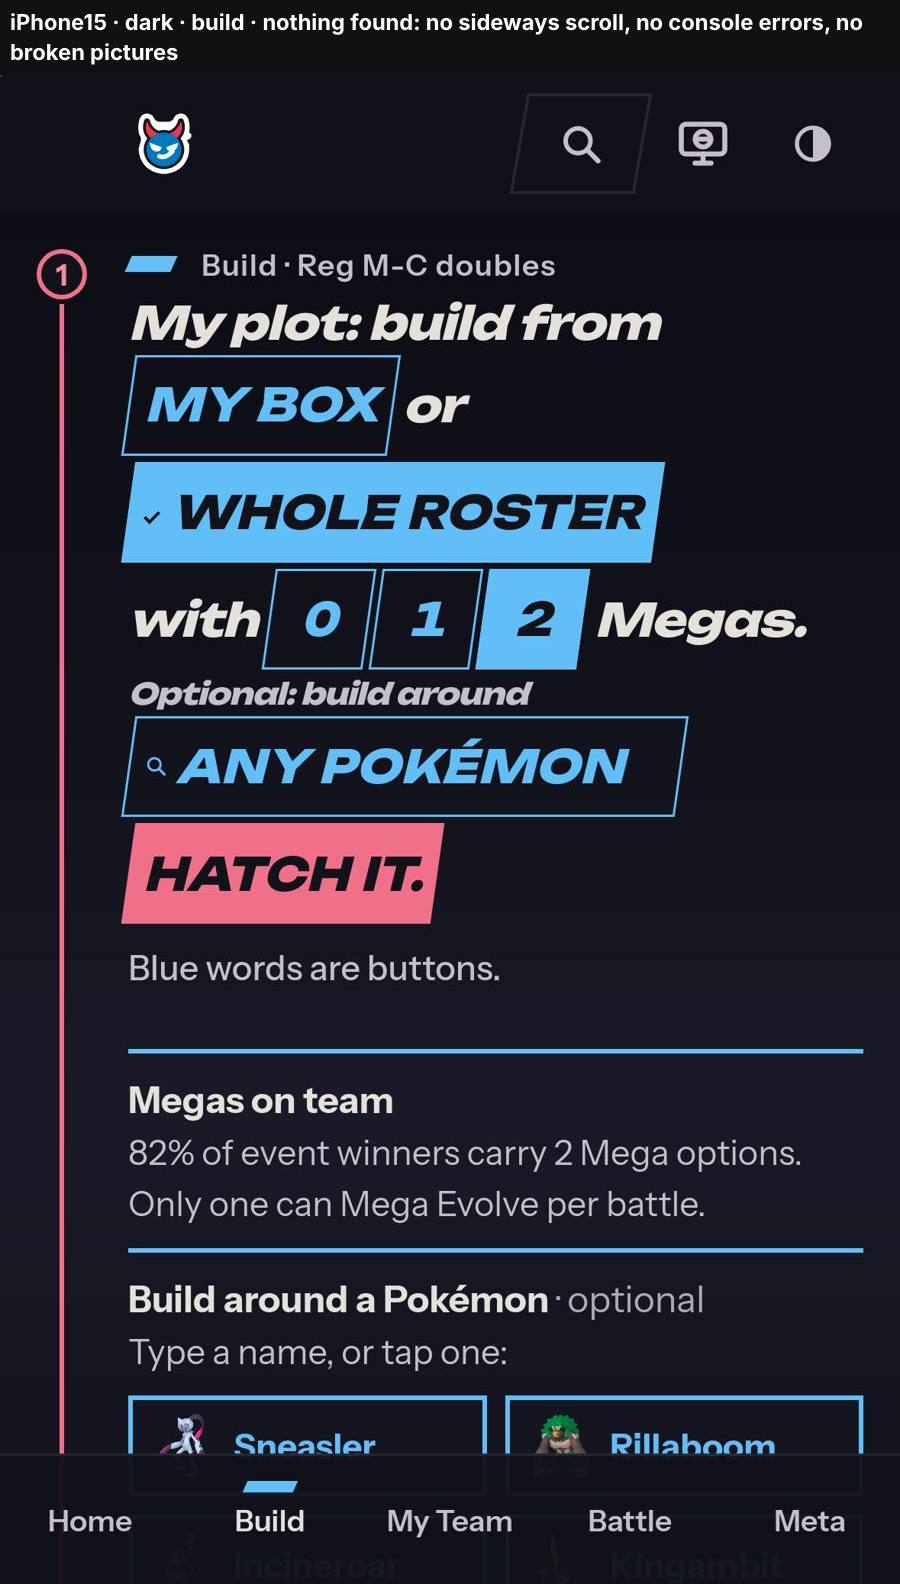 iPhone15 · dark · build · nothing found: no sideways scroll, no console errors, no
broken pictures
1
Build · Reg M-C doubles
My plot: build from
MY BOX or
WHOLE ROSTER
with 0 1 2 Megas.
Optional: build around
ANY POKÉMON
HATCH IT.
Blue words are buttons.
Megas on team
82% of event winners carry 2 Mega options.
Only one can Mega Evolve per battle.
Build around a Pokémon · optional
Type a name, or tap one:
Sneasler Rillaboom
Home Build My Team Battle Meta
Incineroar Kingambit